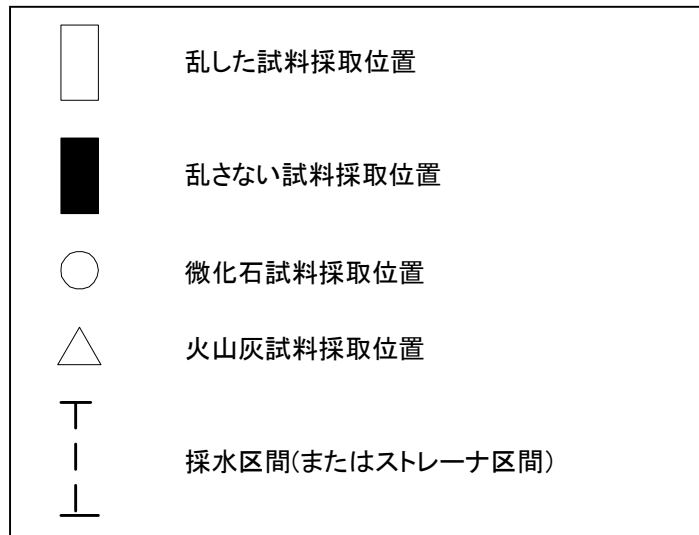 乱した試料採取位置
乱さない試料採取位置
微化石試料採取位置
火山灰試料採取位置
採水区間(またはストレーナ区間)